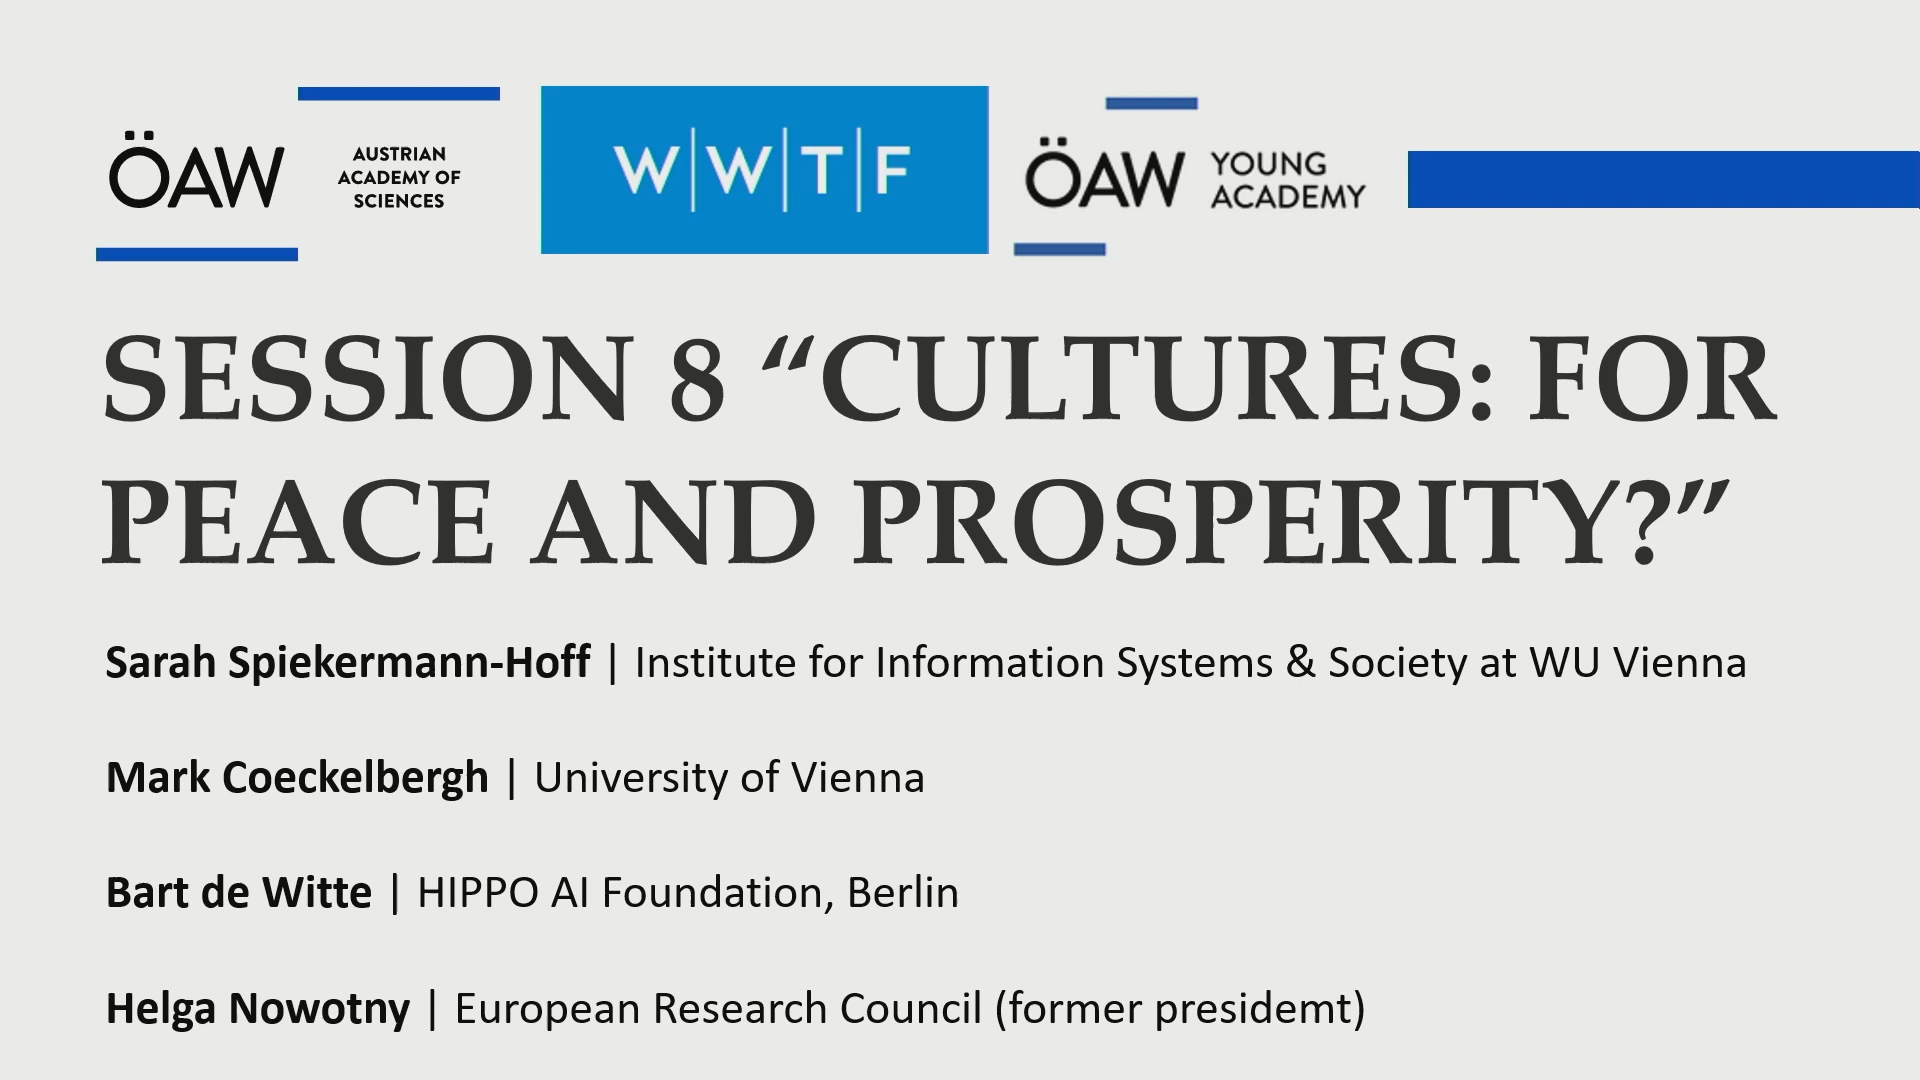 ÖAW
AUSTRIAN
ACADEMY OF
SCIENCES
W|W|T|F
ÖAW
YOUNG
ACADEMY
SESSION 8 “CULTURES: FOR
PEACE AND PROSPERITY?”
Sarah Spiekermann-Hoff | Institute for Information Systems & Society at WU Vienna
Mark Coeckelbergh | University of Vienna
Bart de Witte | HIPPO AI Foundation, Berlin
Helga Nowotny | European Research Council (former presidemt)